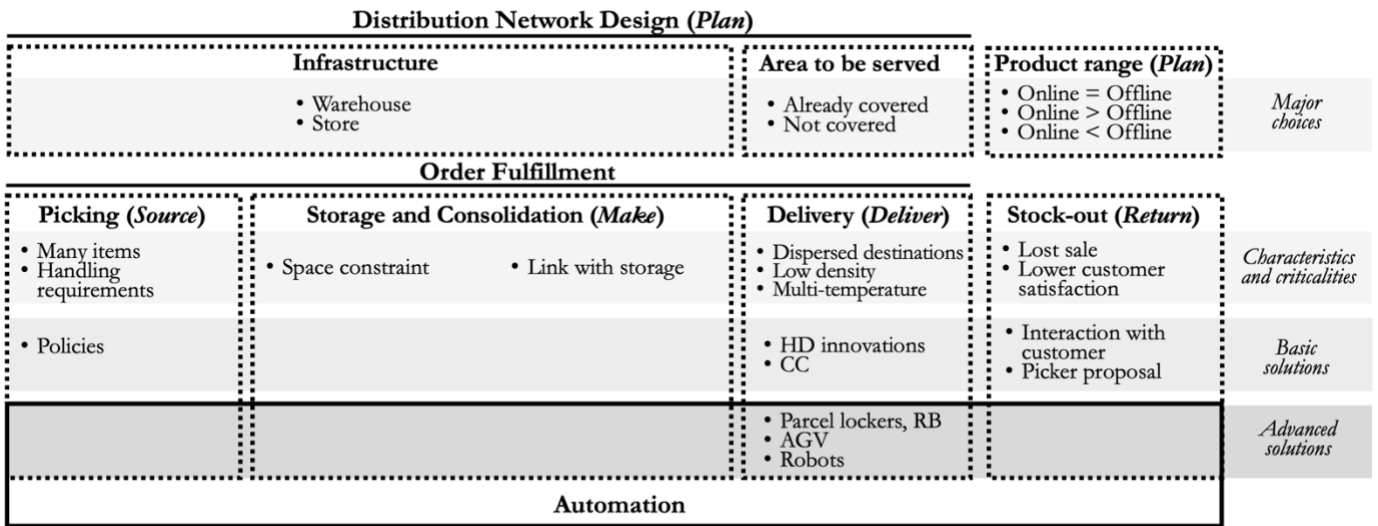 Distribution Network Design (Plan)
Infrastructure
• Warehouse
• Store
Area to be served
• Already covered
• Not covered
Product range (Plan)
• Online = Offline
• Online > Offline
• Online < Offline
Major
choices
Order Fulfillment
Picking (Source)
• Many items
• Handling
requirements
Storage and Consolidation (Make)
• Space constraint
• Link with storage
Delivery (Deliver)
• Dispersed destinations
• Low density
• Multi-temperature
Stock-out (Return)
• Lost sale
• Lower customer
satisfaction
Characteristics
and criticalities
• Policies
• HD innovations
• CC
• Interaction with
customer
• Picker proposal
Basic
solutions
• Parcel lockers, RB
• AGV
• Robots
Advanced
solutions
Automation